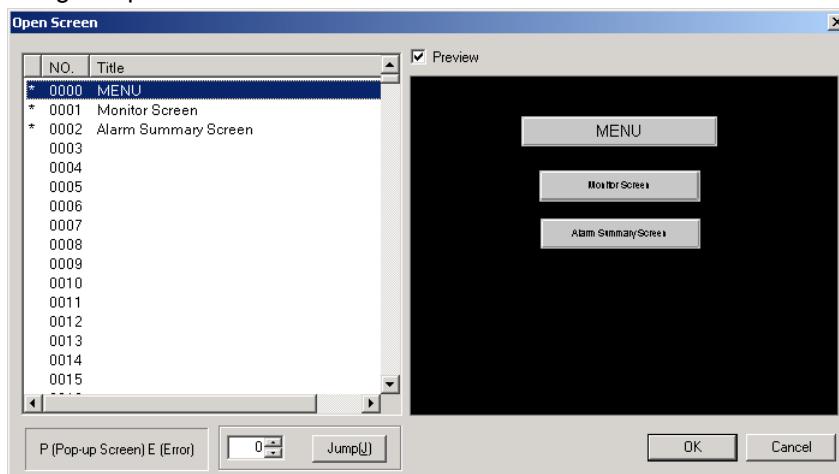 Open Screen
Preview
NO. Title
* 0000 MENU
* 0001 Monitor Screen
* 0002 Alarm Summary Screen
0003
0004
0005
0006
0007
0008
0009
0010
0011
0012
0013
0014
0015
MENU
Monitor Screen
Alarm Summary Screen
P (Pop-up Screen) E (Error)
0
Jump(J)
OK
Cancel